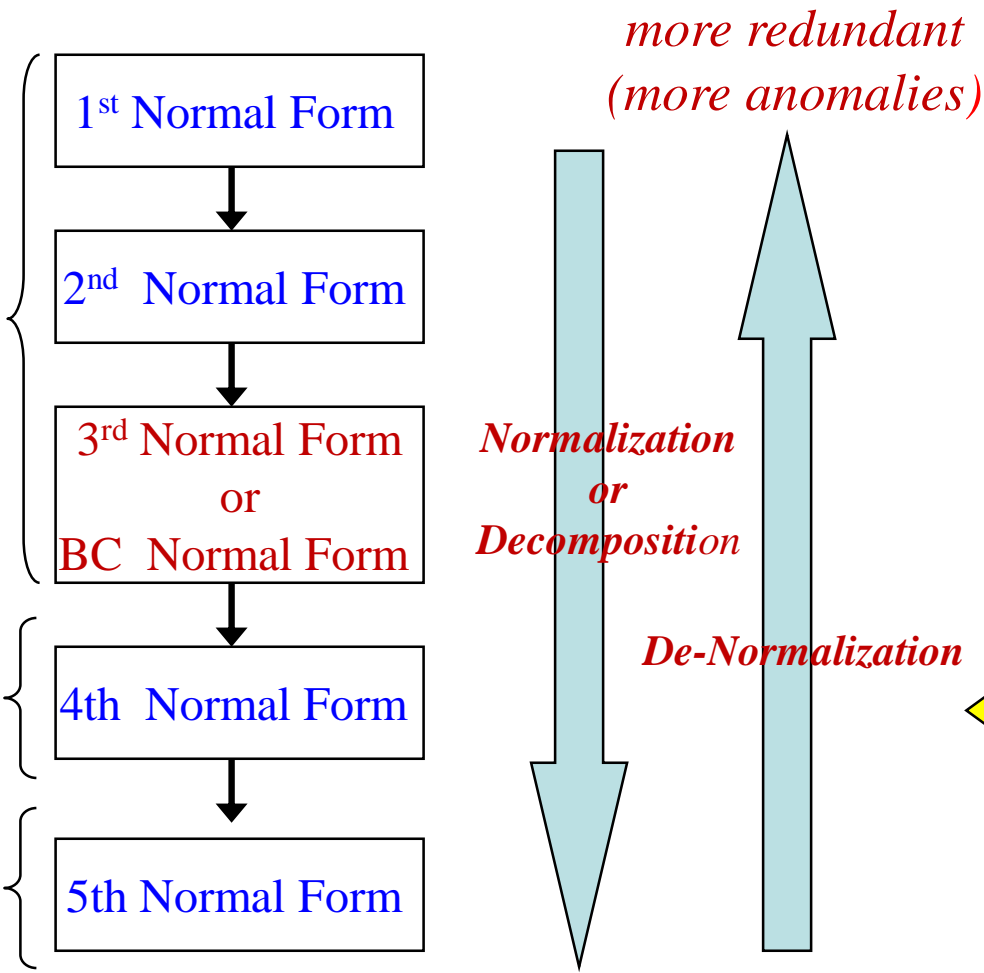 more redundant
(more anomalies)
1st Normal Form
2nd Normal Form
3rd Normal Form
or
BC Normal Form
Normalization
or
Decomposition
De-Normalization
4th Normal Form
5th Normal Form